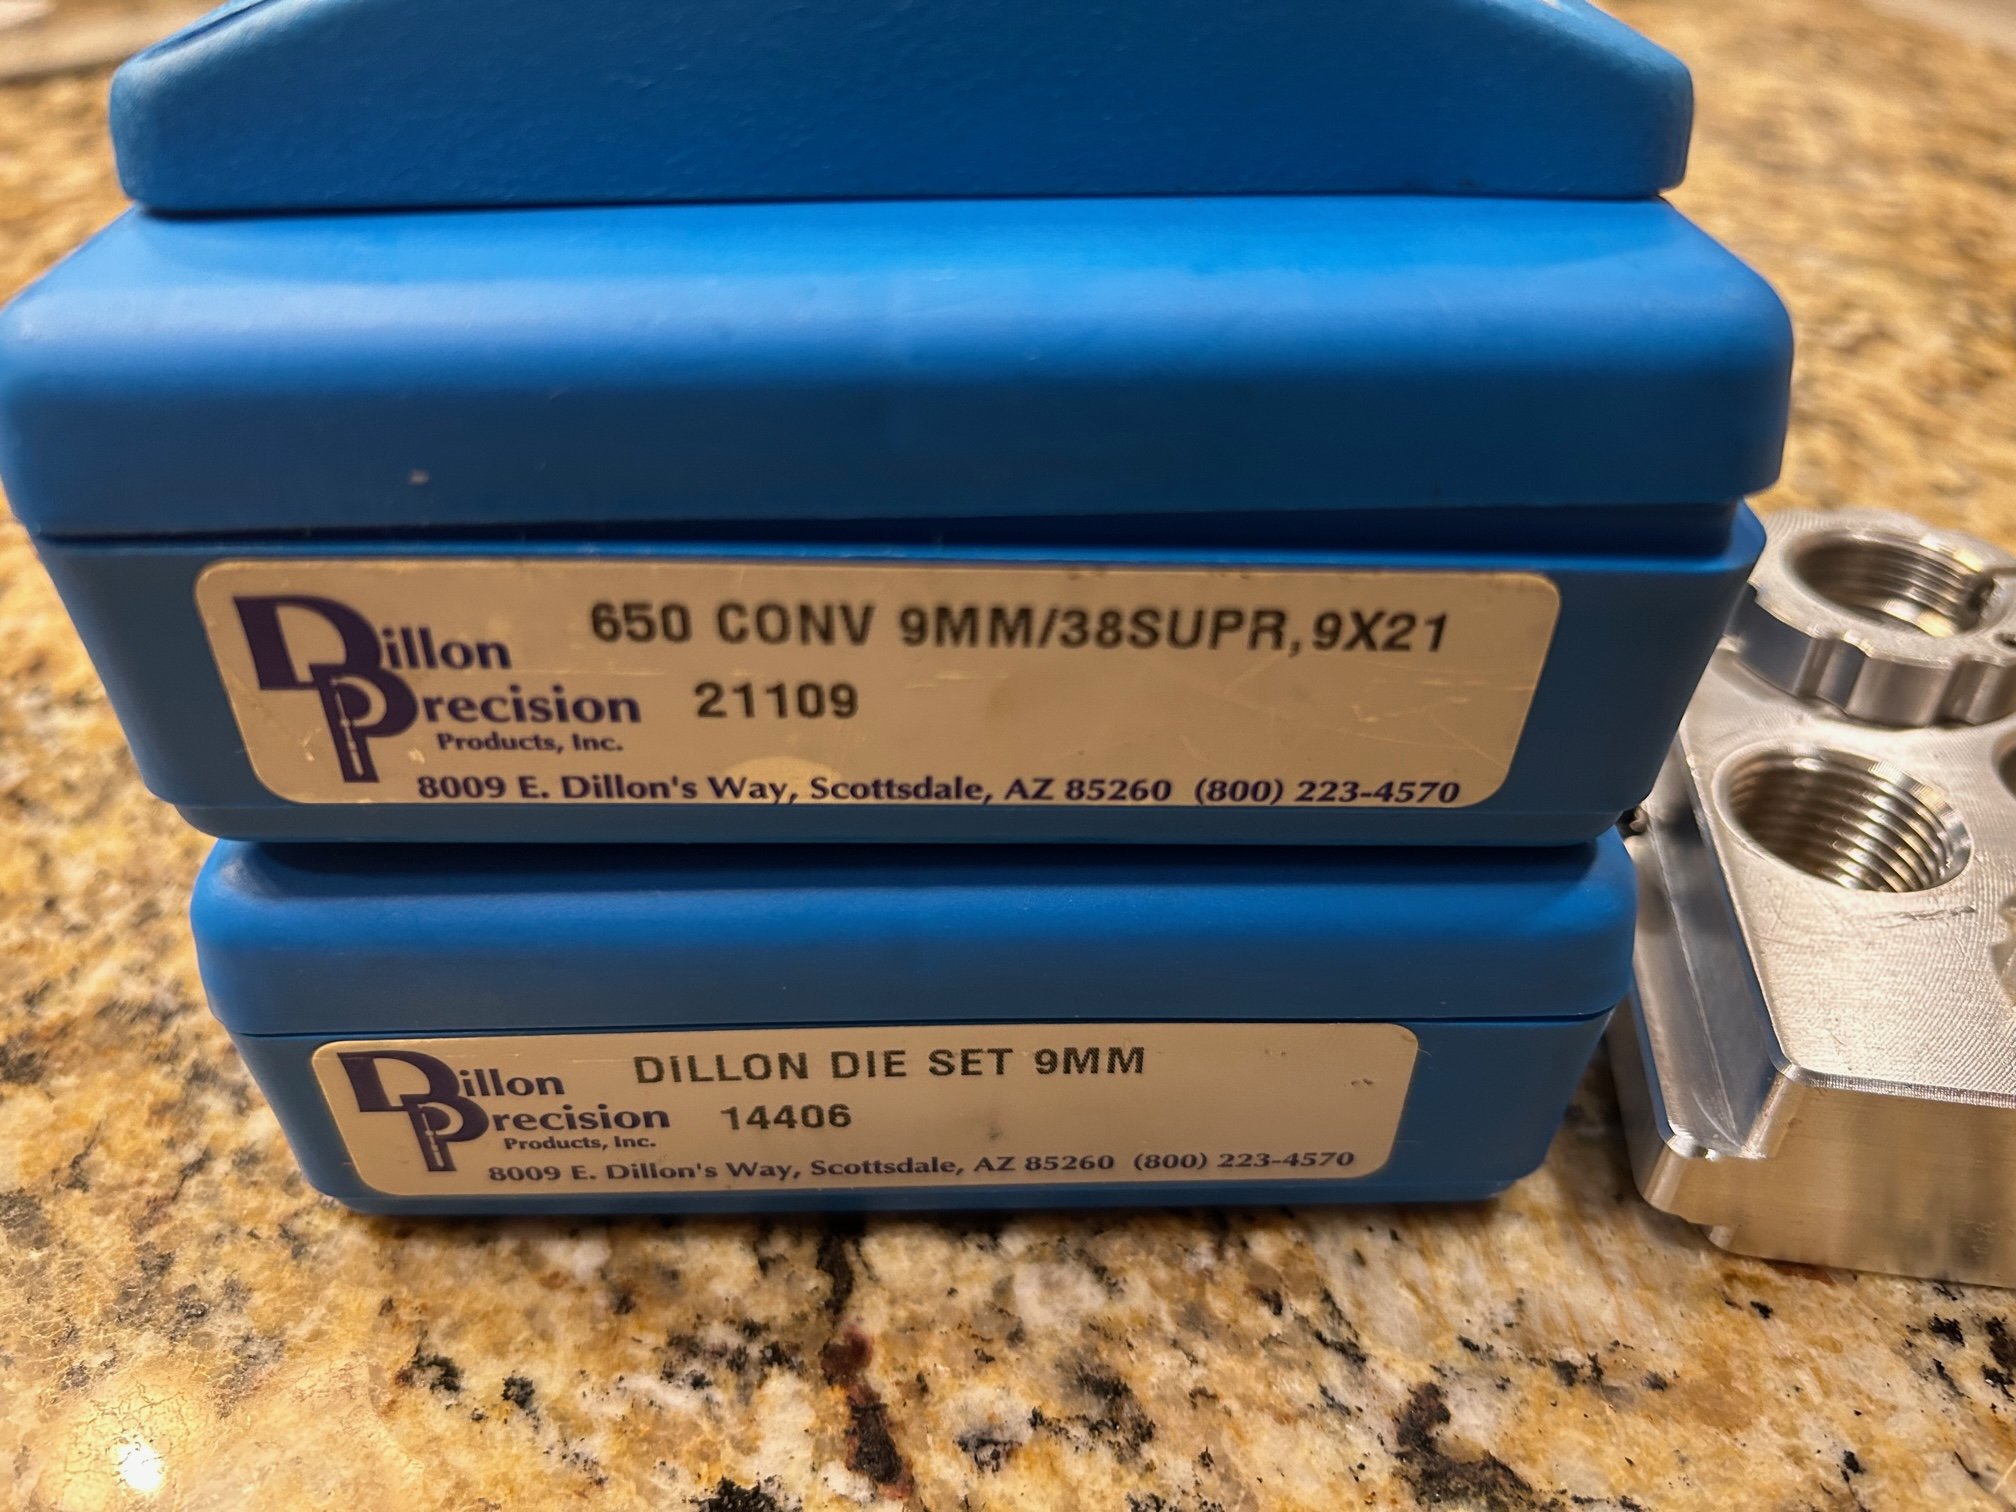 Dillon Precision Products, Inc.
650 CONV 9MM/38SUPR,9X21
21109
8009 E. Dillon's Way, Scottsdale, AZ 85260 (800) 223-4570
Dillon Precision Products, Inc.
DILLON DIE SET 9MM
14406
8009 E. Dillon's Way, Scottsdale, AZ 85260 (800) 223-4570